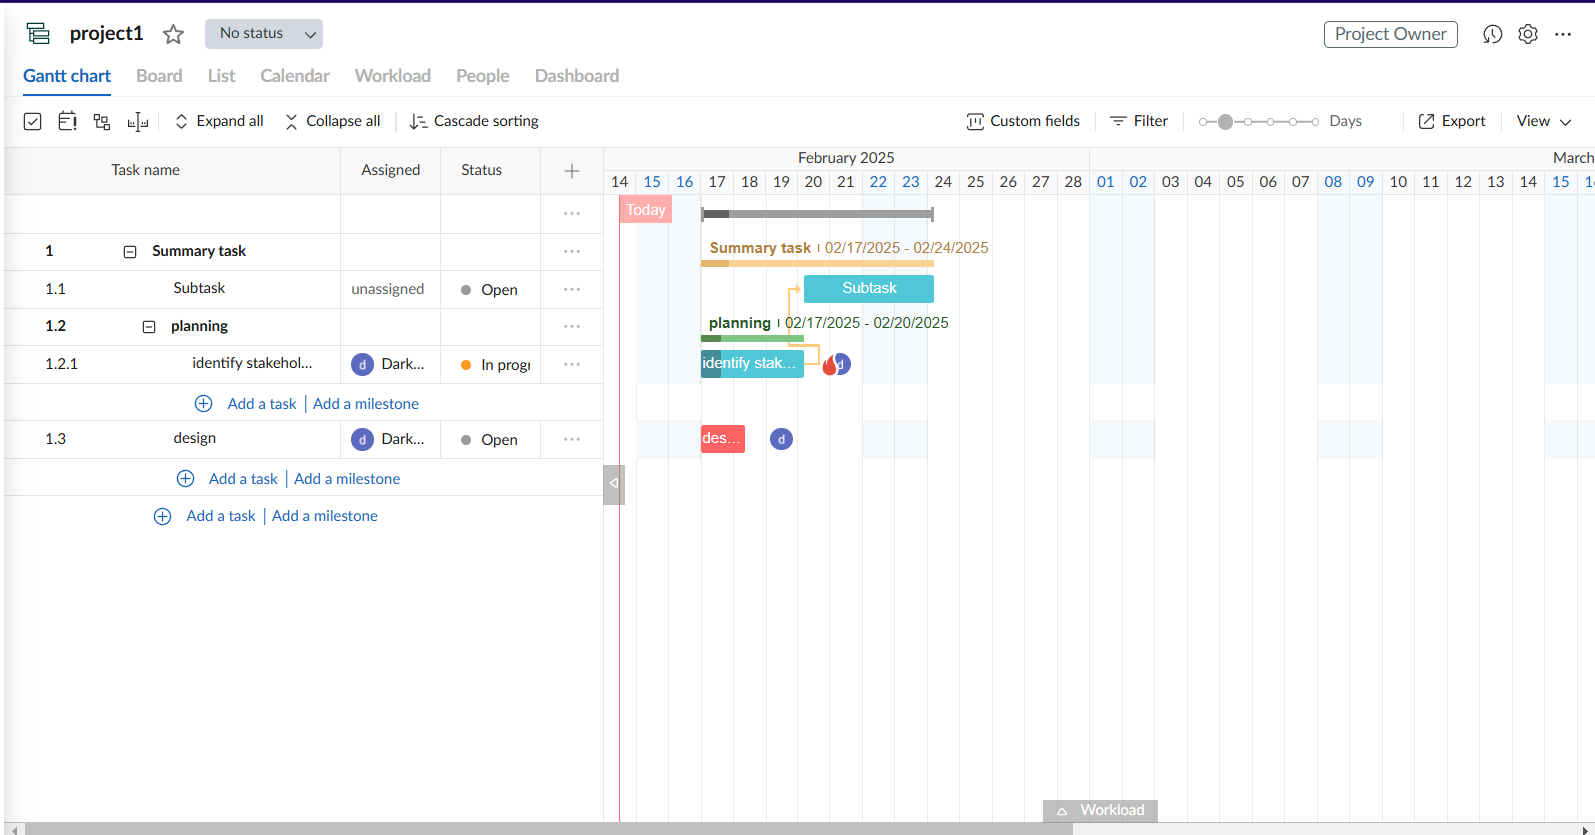 project1 No status Project Owner
Gantt chart Board List Calendar Workload People Dashboard
Expand all Collapse all Cascade sorting Custom fields Filter Days Export View
Task name Assigned Status
February 2025 March
14 15 16 17 18 19 20 21 22 23 24 25 26 27 28 01 02 03 04 05 06 07 08 09 10 11 12 13 14 15
Today
1 Summary task
Summary task 02/17/2025 - 02/24/2025
1.1 Subtask unassigned Open
Subtask
1.2 planning
planning 02/17/2025 - 02/20/2025
1.2.1 identify stakehol... d Dark... In progr
identify stak... d
Add a task | Add a milestone
1.3 design d Dark... Open
des... d
Add a task | Add a milestone
Add a task | Add a milestone
Workload